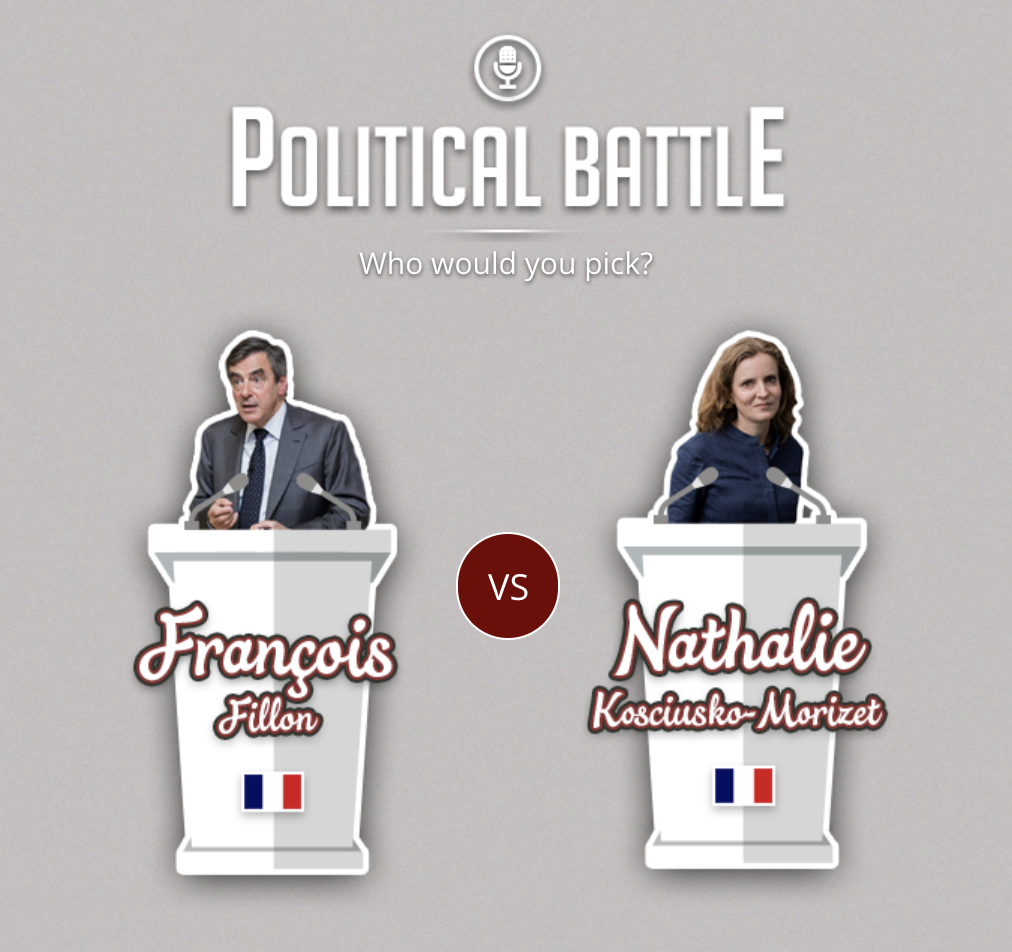 POLITICAL BATTLE
Who would you pick?
VS
François
Fillon
Nathalie
Kosciusko-Morizet